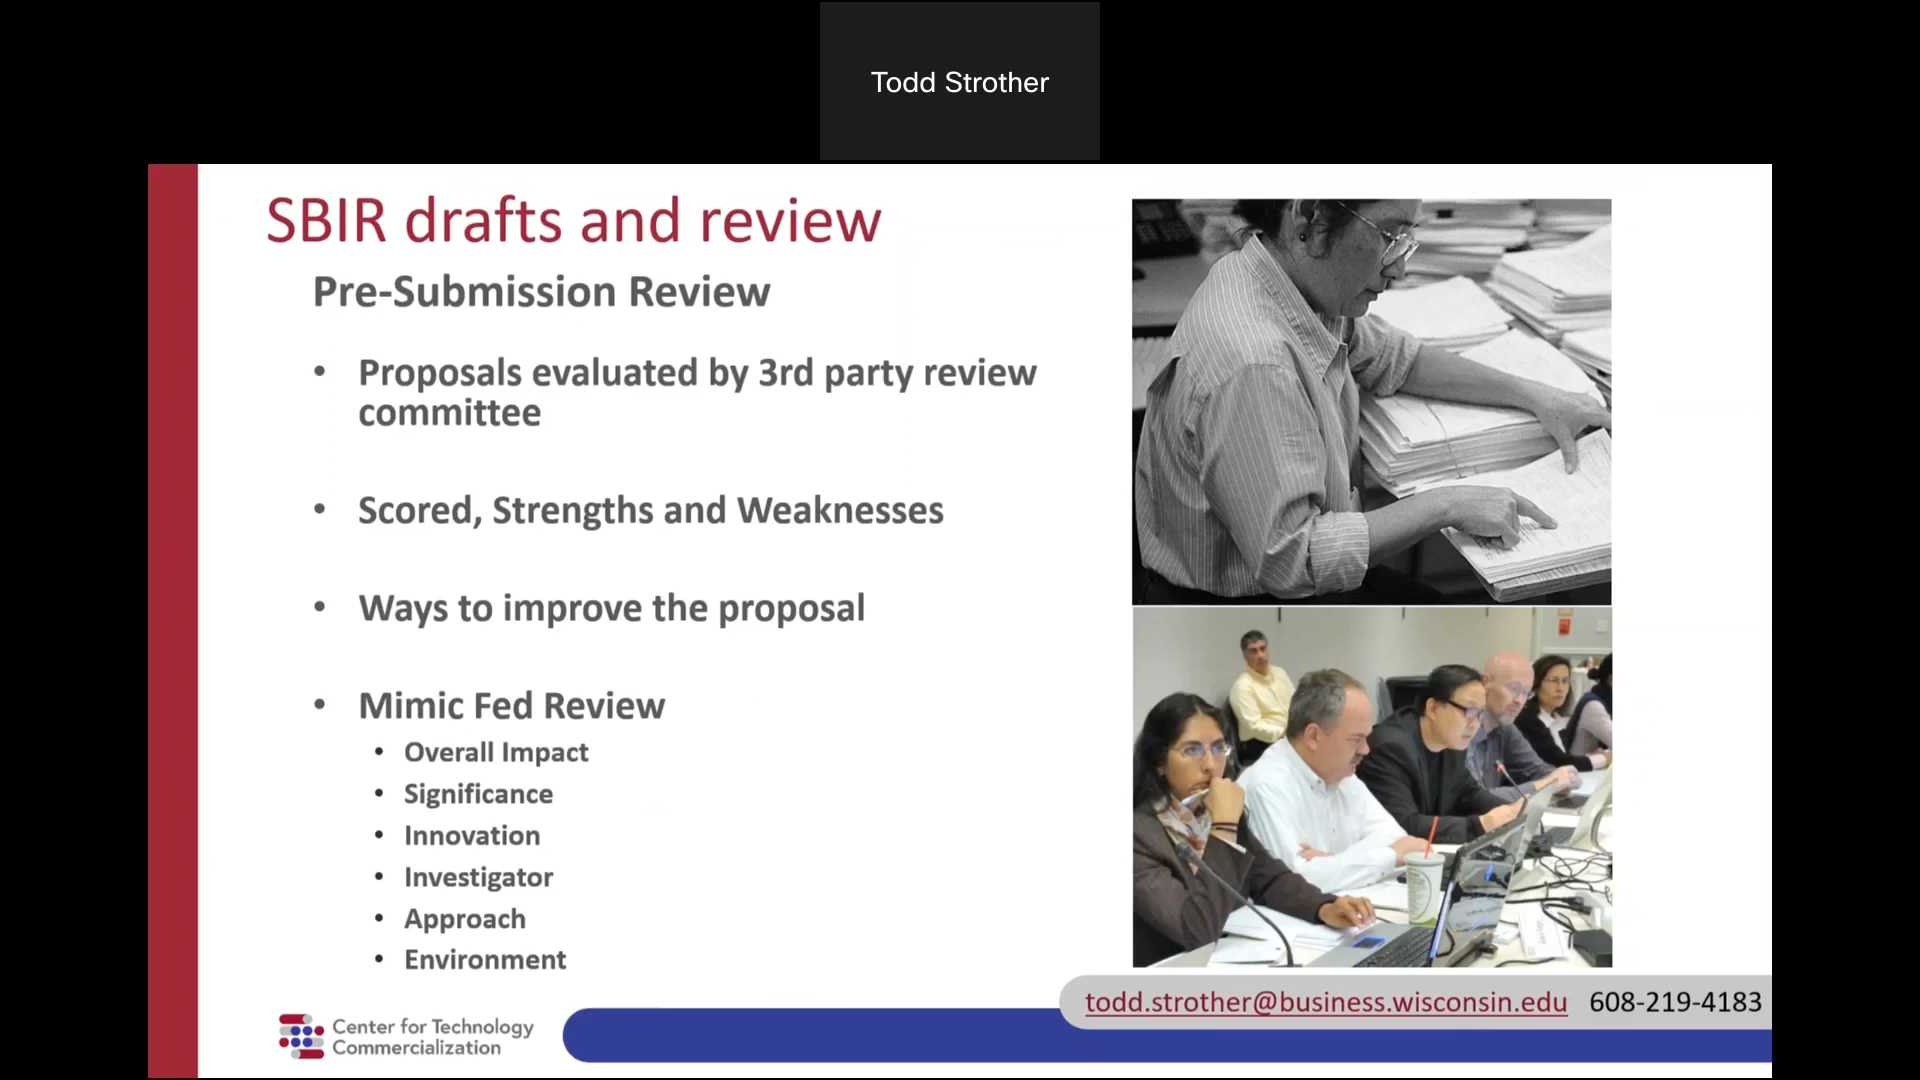 Todd Strother
SBIR drafts and review
Pre-Submission Review
• Proposals evaluated by 3rd party review
committee
• Scored, Strengths and Weaknesses
• Ways to improve the proposal
• Mimic Fed Review
• Overall Impact
• Significance
• Innovation
• Investigator
• Approach
• Environment
todd.strother@business.wisconsin.edu 608-219-4183
Center for Technology
Commercialization